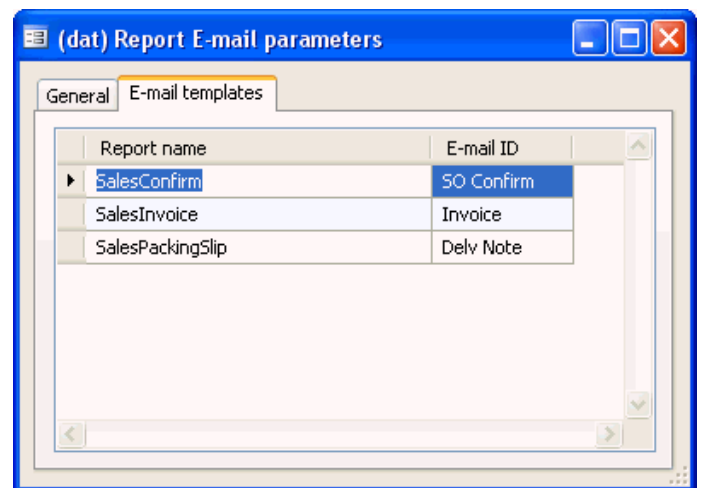 (dat) Report E-mail parameters
General E-mail templates
Report name E-mail ID
SalesConfirm SO Confirm
SalesInvoice Invoice
SalesPackingSlip Delv Note